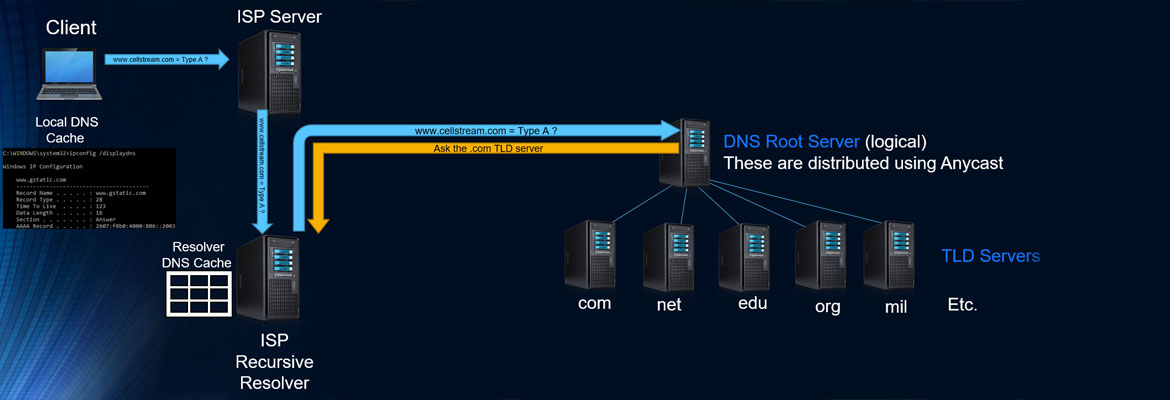 Client
ISP Server
www.cellstream.com = Type A ?
Local DNS
Cache
C:\WINDOWS\system32>ipconfig /displaydns
Windows IP Configuration
www.gstatic.com
----------------------------------------
Record Name . . . . . : www.gstatic.com
Record Type . . . . . : 28
Time To Live . . . . : 123
Data Length . . . . . : 16
Section . . . . . . . : Answer
AAAA Record . . . . . : 2607:f8b0:4000:806::2003
www.cellstream.com = Type A ?
www.cellstream.com = Type A ?
Ask the .com TLD server
DNS Root Server (logical)
These are distributed using Anycast
Resolver
DNS Cache
ISP
Recursive
Resolver
TLD Servers
com
net
edu
org
mil
Etc.